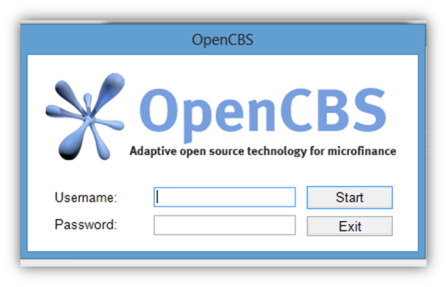 OpenCBS
OpenCBS
Adaptive open source technology for microfinance
Username: Start
Password: Exit